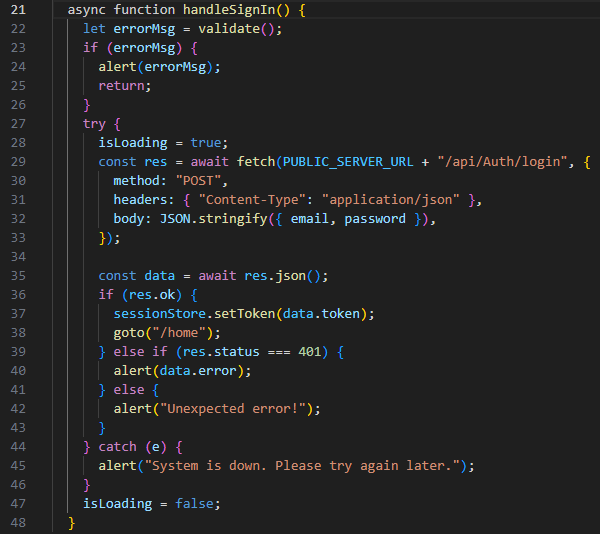 21 async function handleSignIn() {
22 let errorMsg = validate();
23 if (errorMsg) {
24 alert(errorMsg);
25 return;
26 }
27 try {
28 isLoading = true;
29 const res = await fetch(PUBLIC_SERVER_URL + "/api/Auth/login", {
30 method: "POST",
31 headers: { "Content-Type": "application/json" },
32 body: JSON.stringify({ email, password }),
33 });
34
35 const data = await res.json();
36 if (res.ok) {
37 sessionStore.setToken(data.token);
38 goto("/home");
39 } else if (res.status === 401) {
40 alert(data.error);
41 } else {
42 alert("Unexpected error!");
43 }
44 } catch (e) {
45 alert("System is down. Please try again later.");
46 }
47 isLoading = false;
48 }